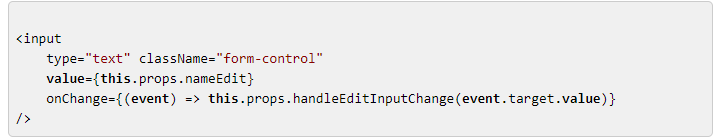 <input
type="text" className="form-control"
value={this.props.nameEdit}
onChange={(event) => this.props.handleEditInputChange(event.target.value)}
/>